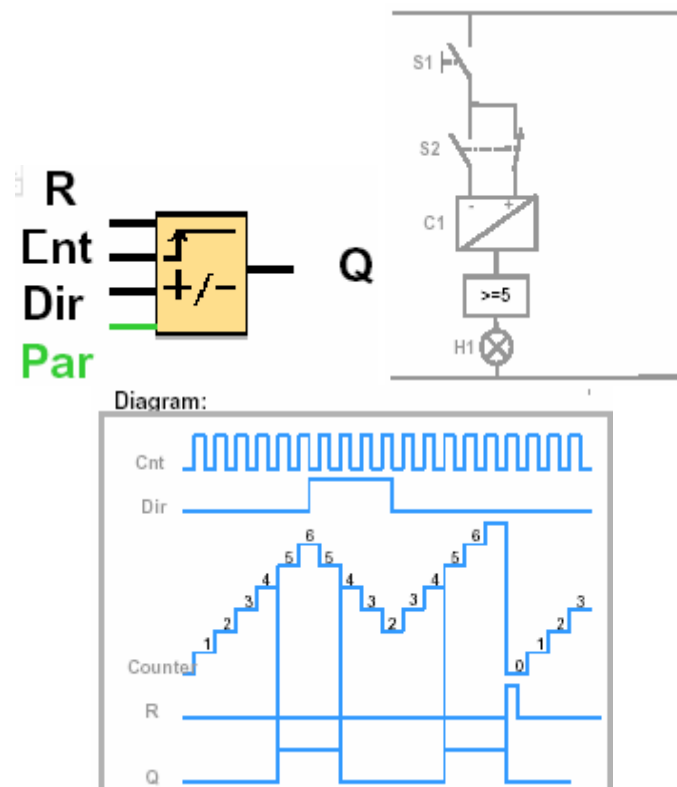 R
Cnt
Dir
Par
+/-
Q
S1
S2
- +
C1
>=5
H1
Diagram:
Cnt
Dir
1 2 3 4 5 6 5 4 3 2 3 4 5 6 0 1 2 3
Counter
R
Q